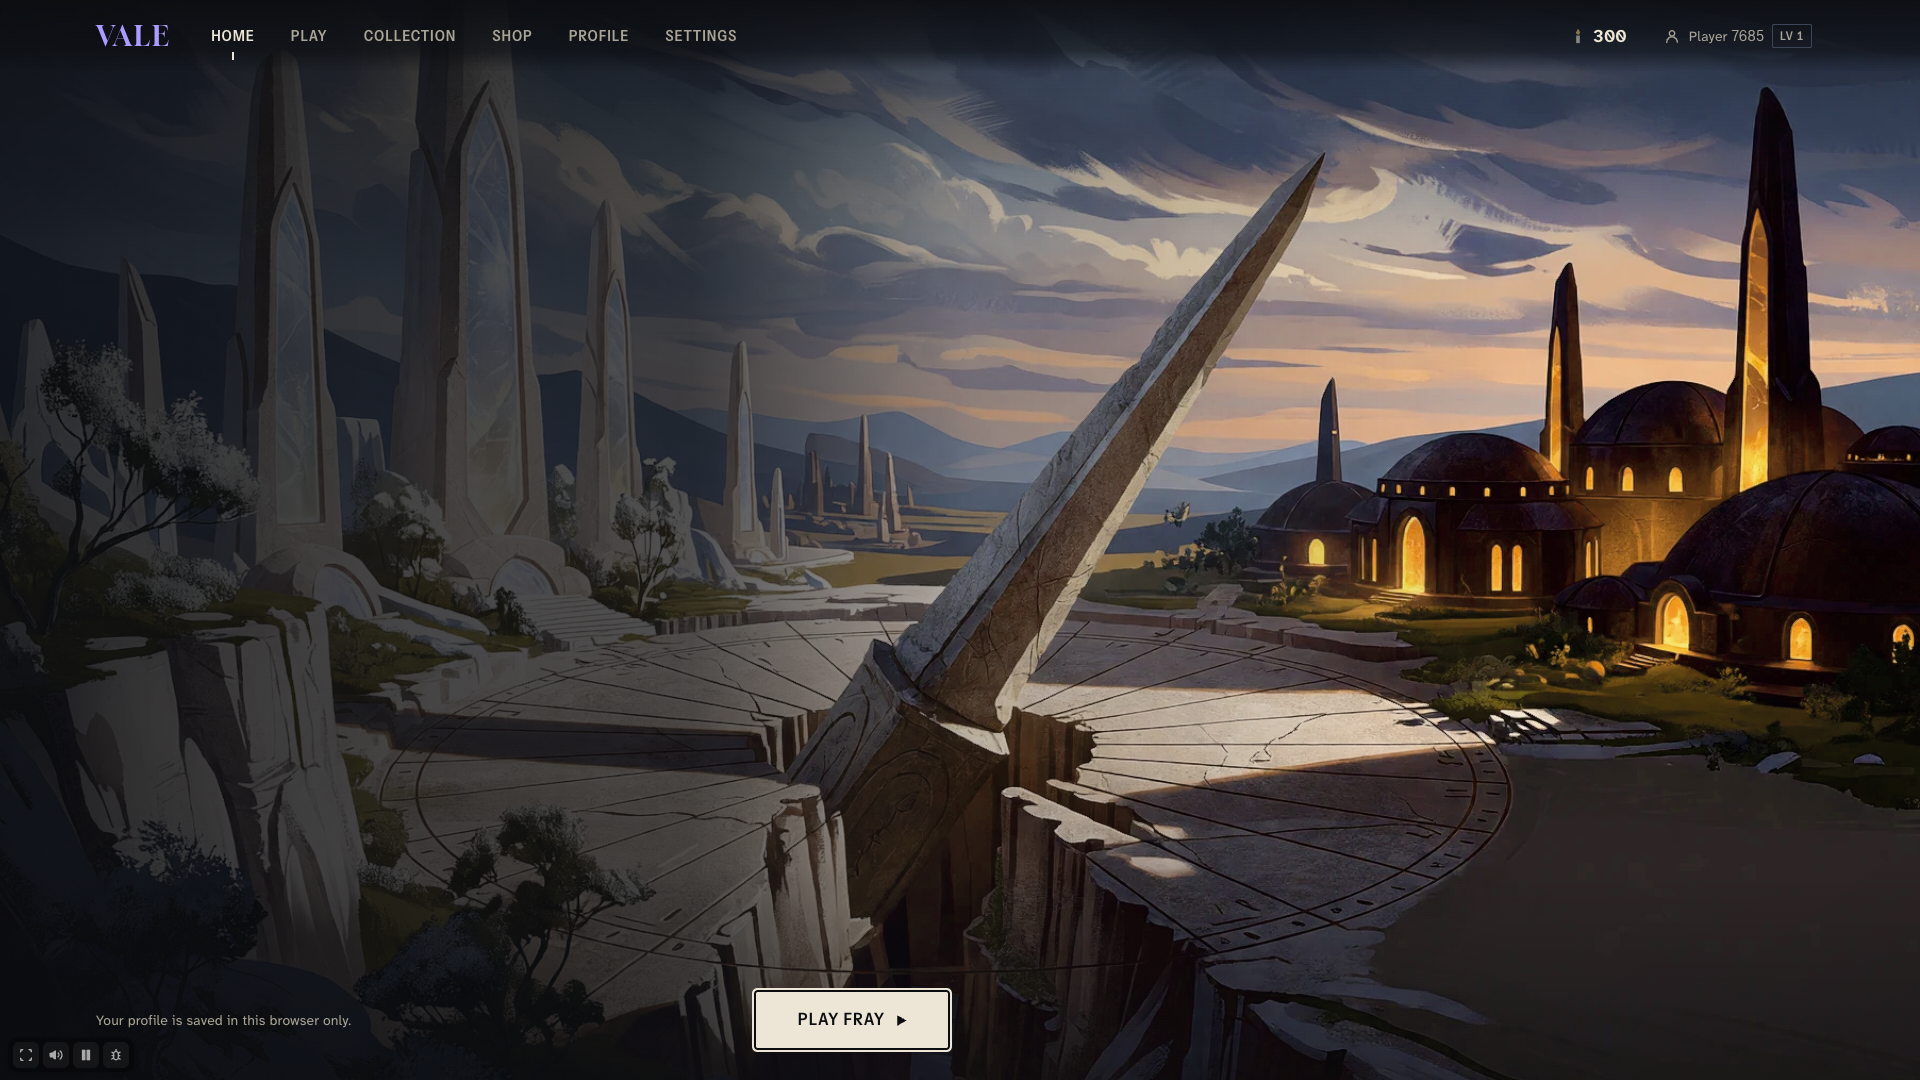 VALE HOME PLAY COLLECTION SHOP PROFILE SETTINGS 300 Player 7685 LV 1
Your profile is saved in this browser only.
PLAY FRAY